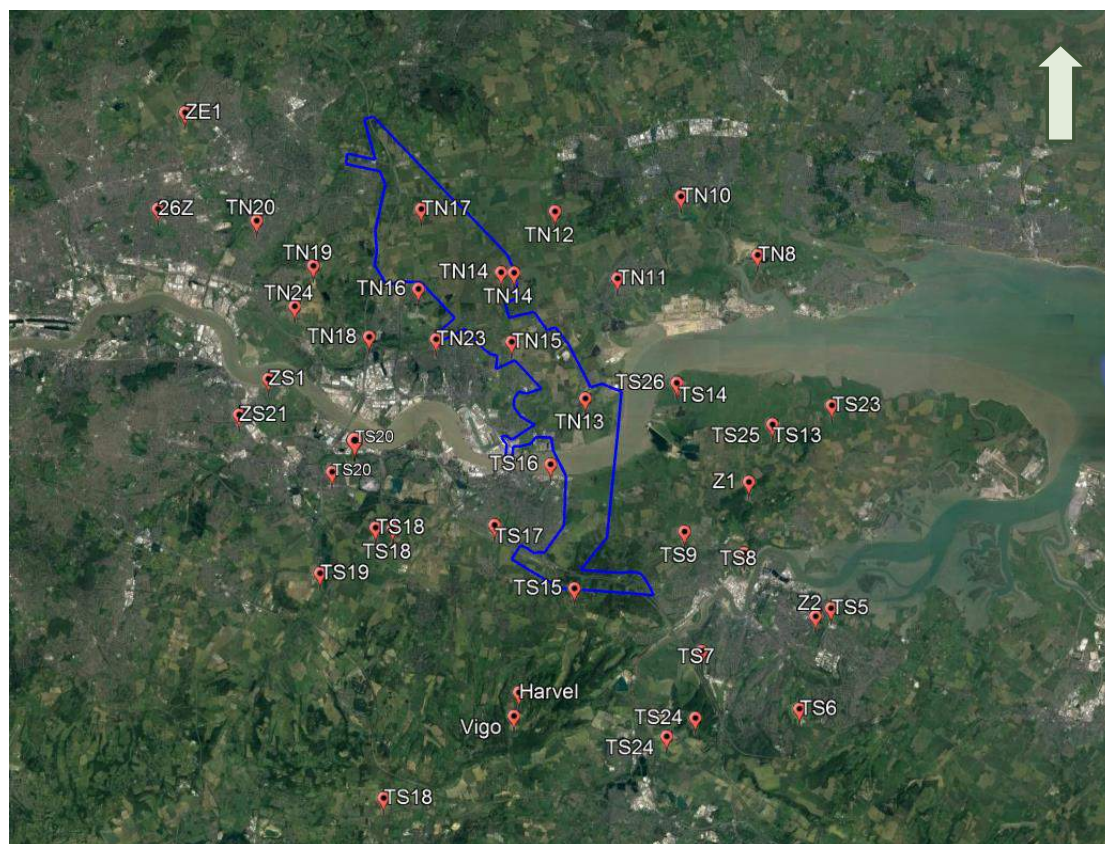 ZE1
26Z
TN20
TN17
TN12
TN10
TN19
TN14
TN14
TN11
TN8
TN24
TN16
TN18
TN23
TN15
ZS1
TS26
TS14
TN13
TS23
ZS21
TS25
TS13
TS20
TS20
TS16
Z1
TS18
TS18
TS17
TS9
TS8
TS19
TS15
Z2
TS5
TS7
Harvel
Vigo
TS24
TS24
TS6
TS18